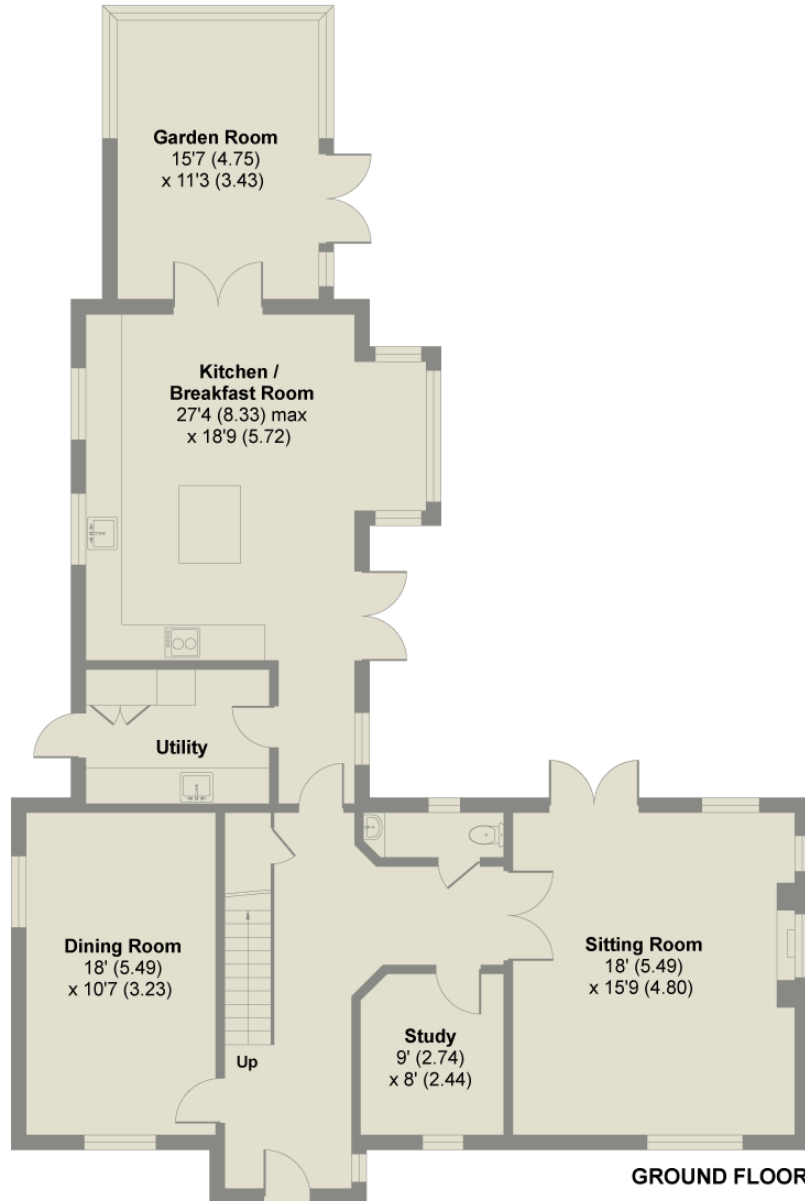 Garden Room
15'7 (4.75)
x 11'3 (3.43)
Kitchen /
Breakfast Room
27'4 (8.33) max
x 18'9 (5.72)
Utility
Dining Room
18' (5.49)
x 10'7 (3.23)
Up
Study
9' (2.74)
x 8' (2.44)
Sitting Room
18' (5.49)
x 15'9 (4.80)
GROUND FLOOR